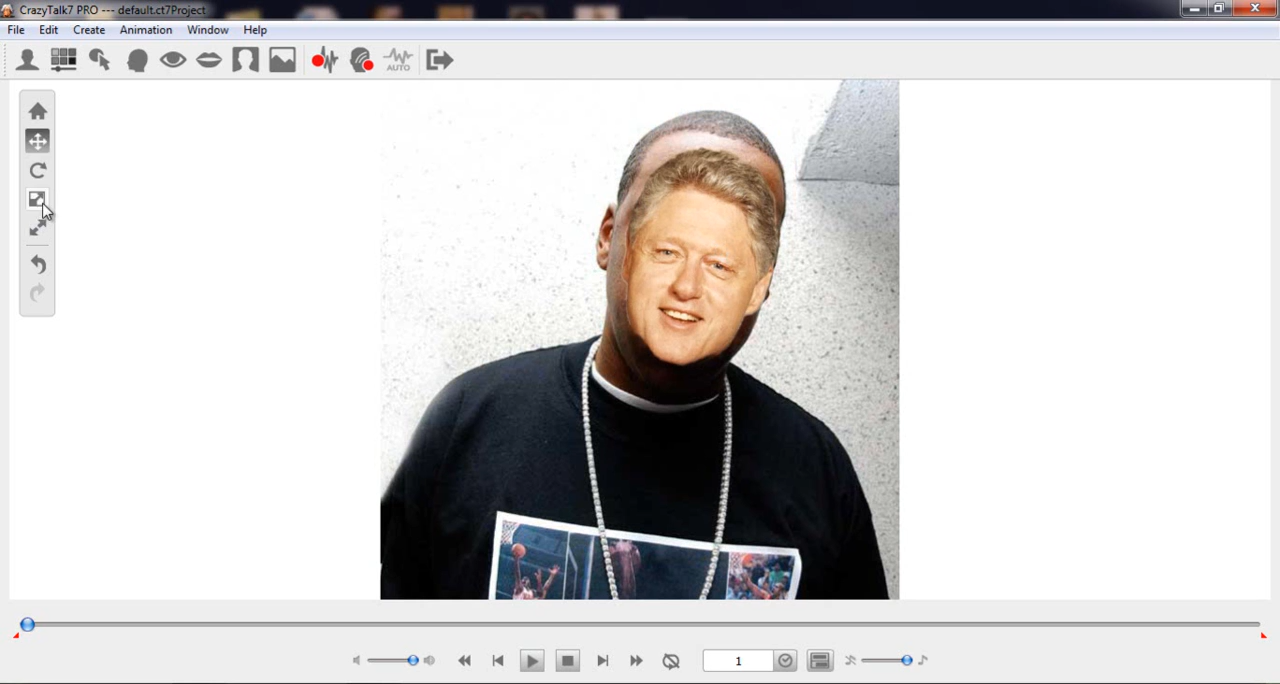 CrazyTalk7 PRO --- default.ct7Project
File Edit Create Animation Window Help
AUTO
1